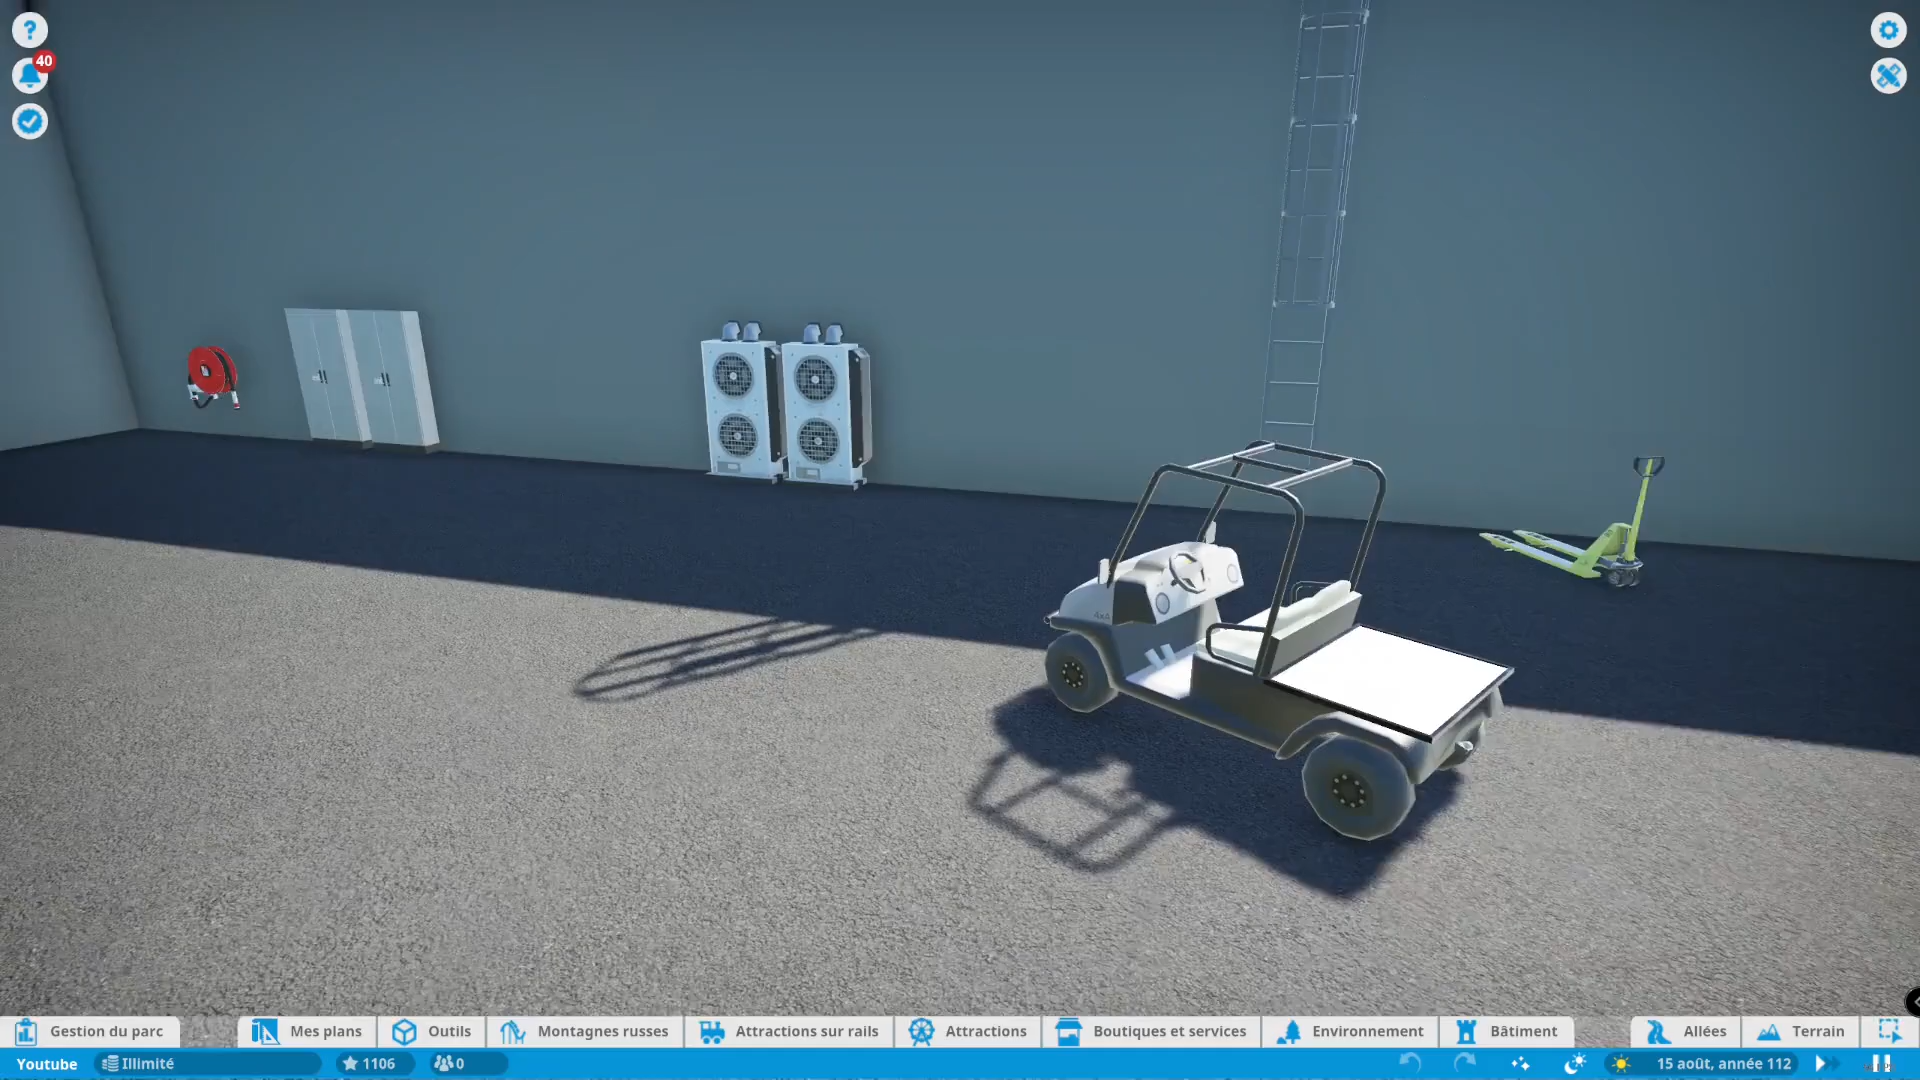 ?
40
4x4
Gestion du parc
Mes plans
Outils
Montagnes russes
Attractions sur rails
Attractions
Boutiques et services
Environnement
Bâtiment
Allées
Terrain
Youtube
Illimité
1106
0
15 août, année 112